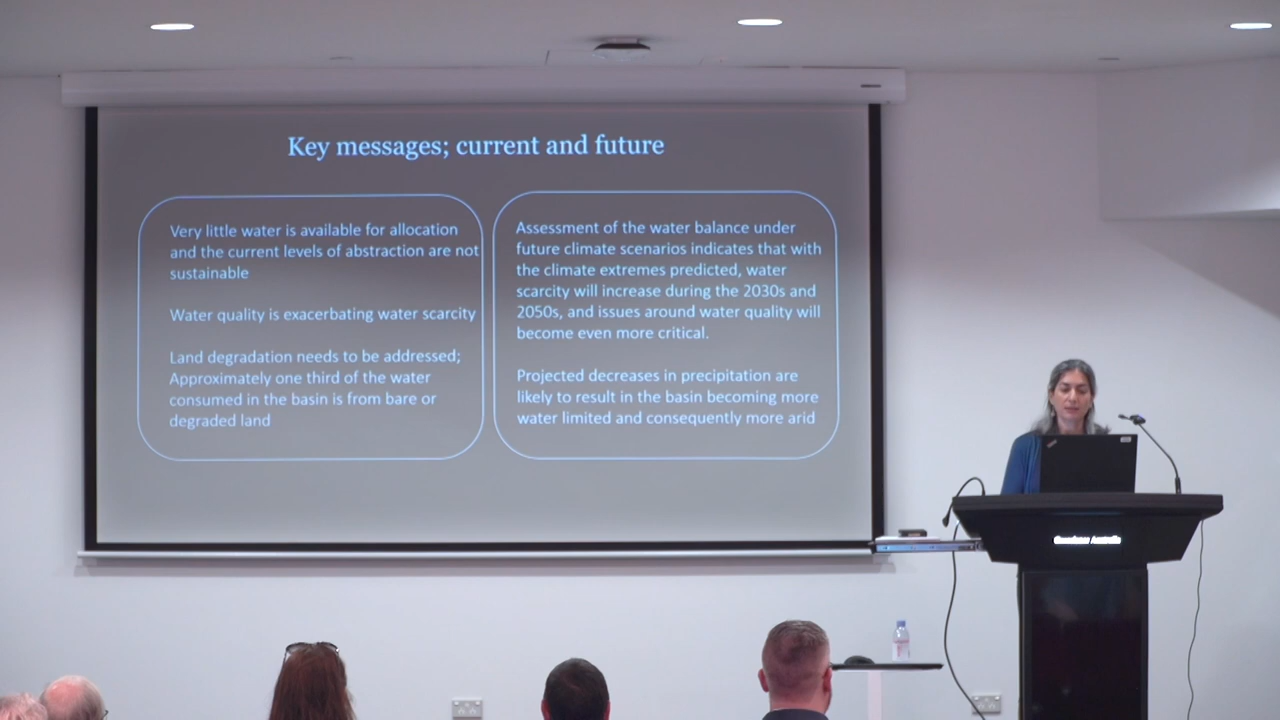 Key messages; current and future
Very little water is available for allocation
and the current levels of abstraction are not
sustainable
Water quality is exacerbating water scarcity
Land degradation needs to be addressed;
Approximately one third of the water
consumed in the basin is from bare or
degraded land
Assessment of the water balance under
future climate scenarios indicates that with
the climate extremes predicted, water
scarcity will increase during the 2030s and
2050s, and issues around water quality will
become even more critical.
Projected decreases in precipitation are
likely to result in the basin becoming more
water limited and consequently more arid
Australia